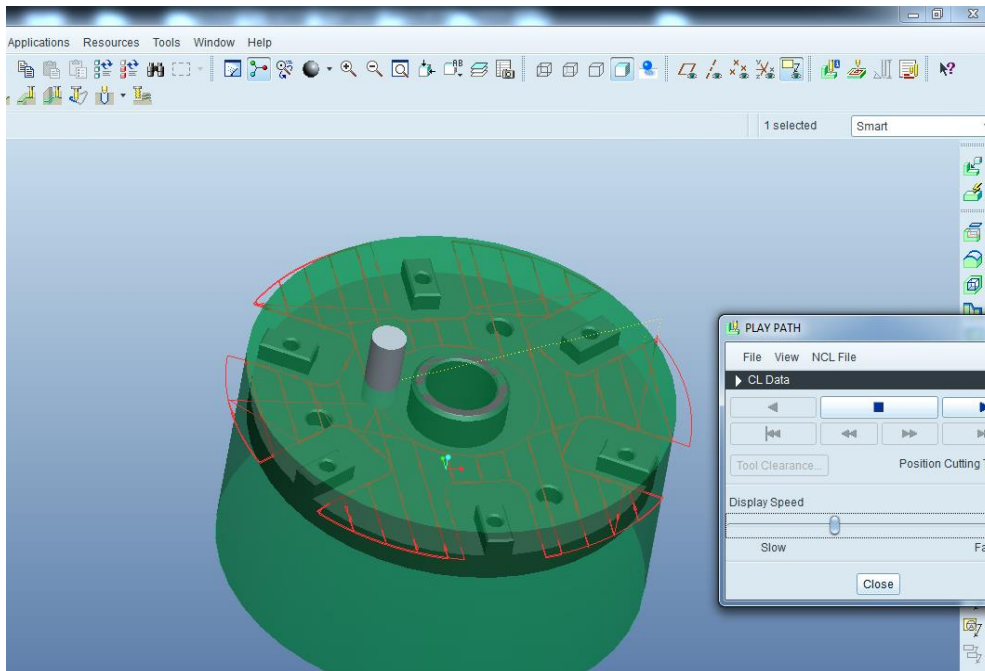 Applications Resources Tools Window Help
1 selected Smart
PLAY PATH
File View NCL File
CL Data
Tool Clearance... Position Cutting T
Display Speed
Slow Fa
Close